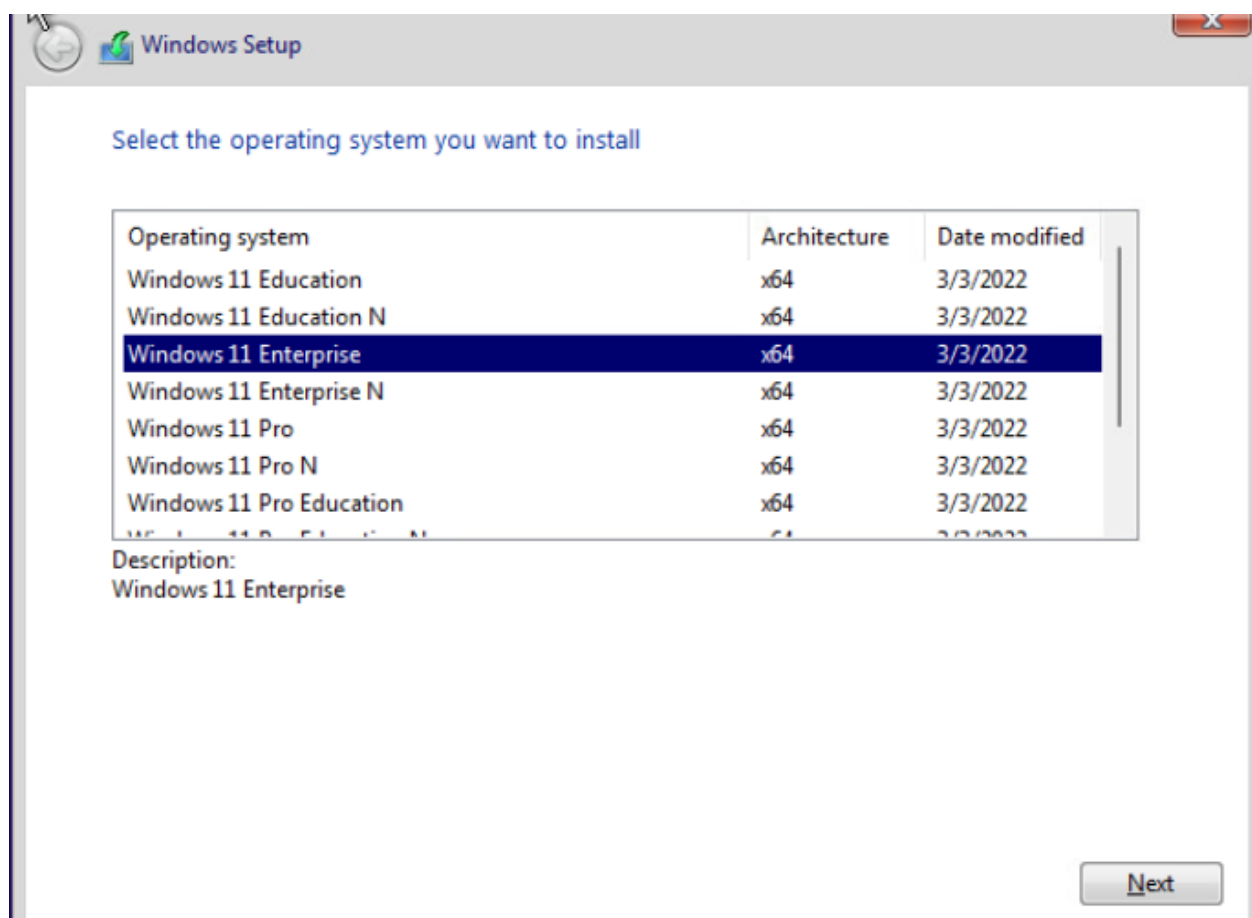 Windows Setup
Select the operating system you want to install
Operating system Architecture Date modified
Windows 11 Education x64 3/3/2022
Windows 11 Education N x64 3/3/2022
Windows 11 Enterprise x64 3/3/2022
Windows 11 Enterprise N x64 3/3/2022
Windows 11 Pro x64 3/3/2022
Windows 11 Pro N x64 3/3/2022
Windows 11 Pro Education x64 3/3/2022
Description:
Windows 11 Enterprise
Next